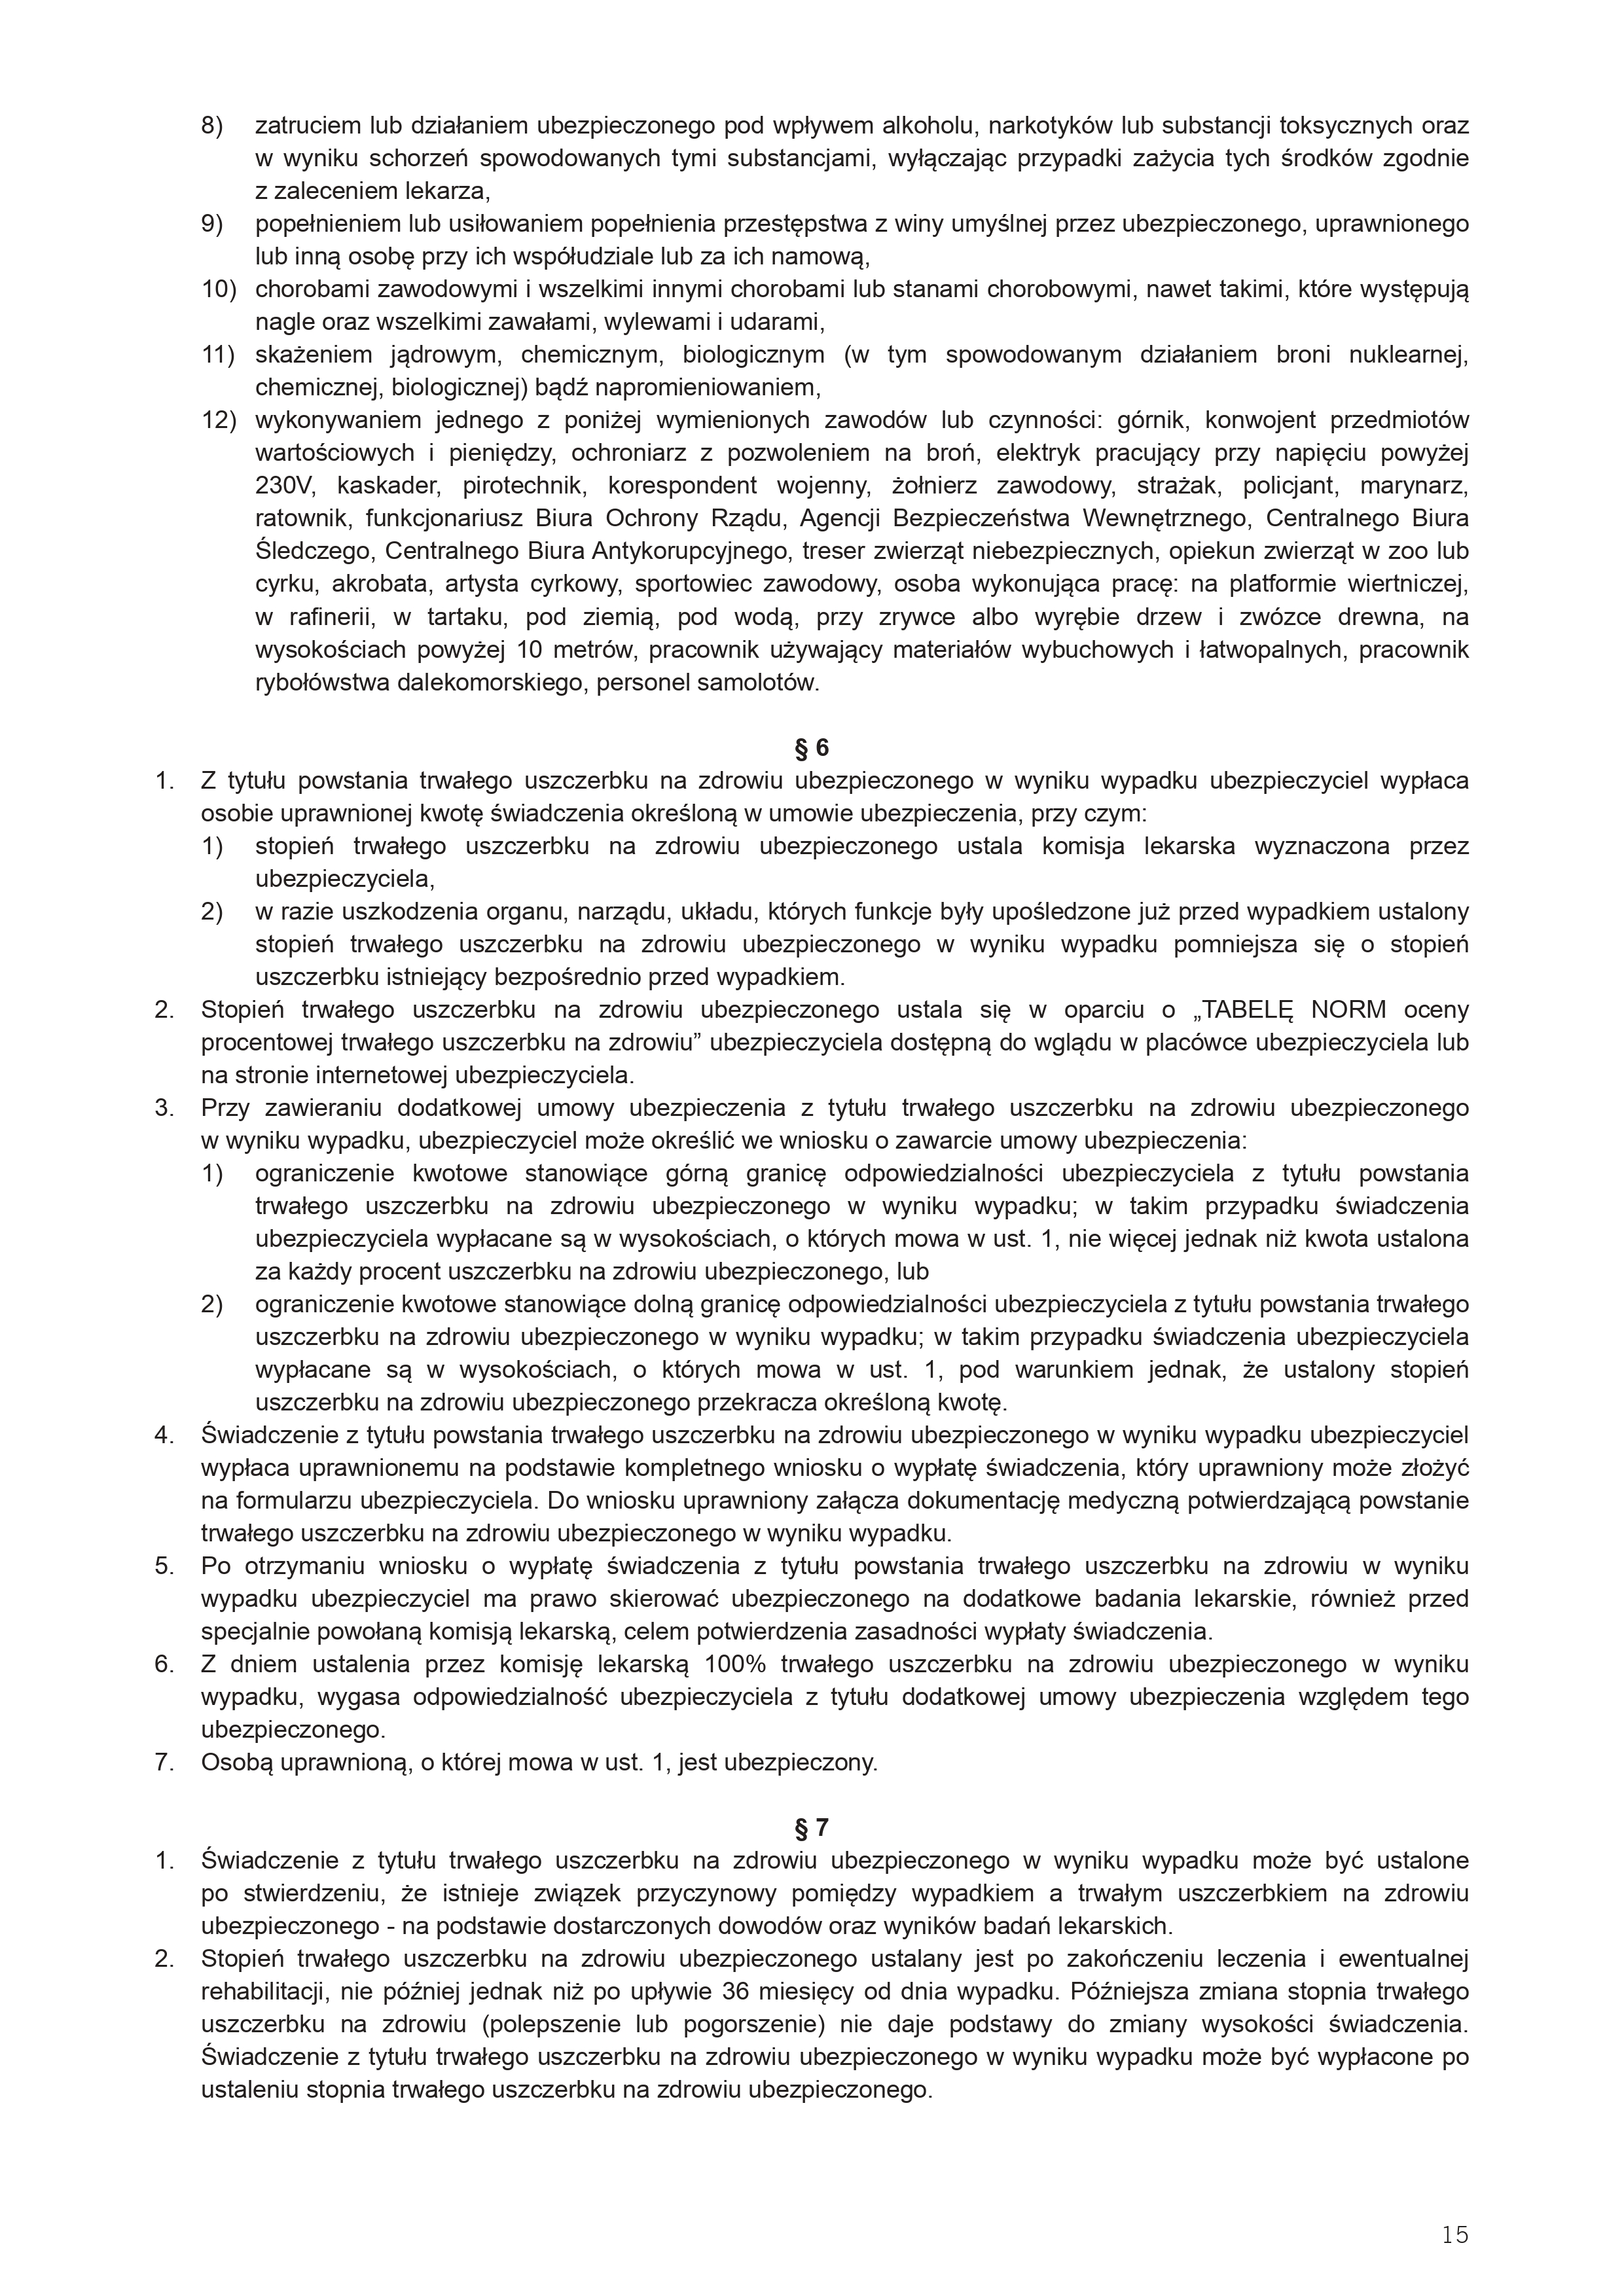 8) zatruciem lub działaniem ubezpieczonego pod wpływem alkoholu, narkotyków lub substancji toksycznych oraz
w wyniku schorzeń spowodowanych tymi substancjami, wyłączając przypadki zażycia tych środków zgodnie
z zaleceniem lekarza,
9) popełnieniem lub usiłowaniem popełnienia przestępstwa z winy umyślnej przez ubezpieczonego, uprawnionego
lub inną osobę przy ich współudziale lub za ich namową,
10) chorobami zawodowymi i wszelkimi innymi chorobami lub stanami chorobowymi, nawet takimi, które występują
nagle oraz wszelkimi zawałami, wylewami i udarami,
11) skażeniem jądrowym, chemicznym, biologicznym (w tym spowodowanym działaniem broni nuklearnej,
chemicznej, biologicznej) bądź napromieniowaniem,
12) wykonywaniem jednego z poniżej wymienionych zawodów lub czynności: górnik, konwojent przedmiotów
wartościowych i pieniędzy, ochroniarz z pozwoleniem na broń, elektryk pracujący przy napięciu powyżej
230V, kaskader, pirotechnik, korespondent wojenny, żołnierz zawodowy, strażak, policjant, marynarz,
ratownik, funkcjonariusz Biura Ochrony Rządu, Agencji Bezpieczeństwa Wewnętrznego, Centralnego Biura
Śledczego, Centralnego Biura Antykorupcyjnego, treser zwierząt niebezpiecznych, opiekun zwierząt w zoo lub
cyrku, akrobata, artysta cyrkowy, sportowiec zawodowy, osoba wykonująca pracę: na platformie wiertniczej,
w rafinerii, w tartaku, pod ziemią, pod wodą, przy zrywce albo wyrębie drzew i zwózce drewna, na
wysokościach powyżej 10 metrów, pracownik używający materiałów wybuchowych i łatwopalnych, pracownik
rybołówstwa dalekomorskiego, personel samolotów.
§ 6
1. Z tytułu powstania trwałego uszczerbku na zdrowiu ubezpieczonego w wyniku wypadku ubezpieczyciel wypłaca
osobie uprawnionej kwotę świadczenia określoną w umowie ubezpieczenia, przy czym:
1) stopień trwałego uszczerbku na zdrowiu ubezpieczonego ustala komisja lekarska wyznaczona przez
ubezpieczyciela,
2) w razie uszkodzenia organu, narządu, układu, których funkcje były upośledzone już przed wypadkiem ustalony
stopień trwałego uszczerbku na zdrowiu ubezpieczonego w wyniku wypadku pomniejsza się o stopień
uszczerbku istniejący bezpośrednio przed wypadkiem.
2. Stopień trwałego uszczerbku na zdrowiu ubezpieczonego ustala się w oparciu o „TABELĘ NORM oceny
procentowej trwałego uszczerbku na zdrowiu” ubezpieczyciela dostępną do wglądu w placówce ubezpieczyciela lub
na stronie internetowej ubezpieczyciela.
3. Przy zawieraniu dodatkowej umowy ubezpieczenia z tytułu trwałego uszczerbku na zdrowiu ubezpieczonego
w wyniku wypadku, ubezpieczyciel może określić we wniosku o zawarcie umowy ubezpieczenia:
1) ograniczenie kwotowe stanowiące górną granicę odpowiedzialności ubezpieczyciela z tytułu powstania
trwałego uszczerbku na zdrowiu ubezpieczonego w wyniku wypadku; w takim przypadku świadczenia
ubezpieczyciela wypłacane są w wysokościach, o których mowa w ust. 1, nie więcej jednak niż kwota ustalona
za każdy procent uszczerbku na zdrowiu ubezpieczonego, lub
2) ograniczenie kwotowe stanowiące dolną granicę odpowiedzialności ubezpieczyciela z tytułu powstania trwałego
uszczerbku na zdrowiu ubezpieczonego w wyniku wypadku; w takim przypadku świadczenia ubezpieczyciela
wypłacane są w wysokościach, o których mowa w ust. 1, pod warunkiem jednak, że ustalony stopień
uszczerbku na zdrowiu ubezpieczonego przekracza określoną kwotę.
4. Świadczenie z tytułu powstania trwałego uszczerbku na zdrowiu ubezpieczonego w wyniku wypadku ubezpieczyciel
wypłaca uprawnionemu na podstawie kompletnego wniosku o wypłatę świadczenia, który uprawniony może złożyć
na formularzu ubezpieczyciela. Do wniosku uprawniony załącza dokumentację medyczną potwierdzającą powstanie
trwałego uszczerbku na zdrowiu ubezpieczonego w wyniku wypadku.
5. Po otrzymaniu wniosku o wypłatę świadczenia z tytułu powstania trwałego uszczerbku na zdrowiu w wyniku
wypadku ubezpieczyciel ma prawo skierować ubezpieczonego na dodatkowe badania lekarskie, również przed
specjalnie powołaną komisją lekarską, celem potwierdzenia zasadności wypłaty świadczenia.
6. Z dniem ustalenia przez komisję lekarską 100% trwałego uszczerbku na zdrowiu ubezpieczonego w wyniku
wypadku, wygasa odpowiedzialność ubezpieczyciela z tytułu dodatkowej umowy ubezpieczenia względem tego
ubezpieczonego.
7. Osobą uprawnioną, o której mowa w ust. 1, jest ubezpieczony.
§ 7
1. Świadczenie z tytułu trwałego uszczerbku na zdrowiu ubezpieczonego w wyniku wypadku może być ustalone
po stwierdzeniu, że istnieje związek przyczynowy pomiędzy wypadkiem a trwałym uszczerbkiem na zdrowiu
ubezpieczonego - na podstawie dostarczonych dowodów oraz wyników badań lekarskich.
2. Stopień trwałego uszczerbku na zdrowiu ubezpieczonego ustalany jest po zakończeniu leczenia i ewentualnej
rehabilitacji, nie później jednak niż po upływie 36 miesięcy od dnia wypadku. Późniejsza zmiana stopnia trwałego
uszczerbku na zdrowiu (polepszenie lub pogorszenie) nie daje podstawy do zmiany wysokości świadczenia.
Świadczenie z tytułu trwałego uszczerbku na zdrowiu ubezpieczonego w wyniku wypadku może być wypłacone po
ustaleniu stopnia trwałego uszczerbku na zdrowiu ubezpieczonego.
15